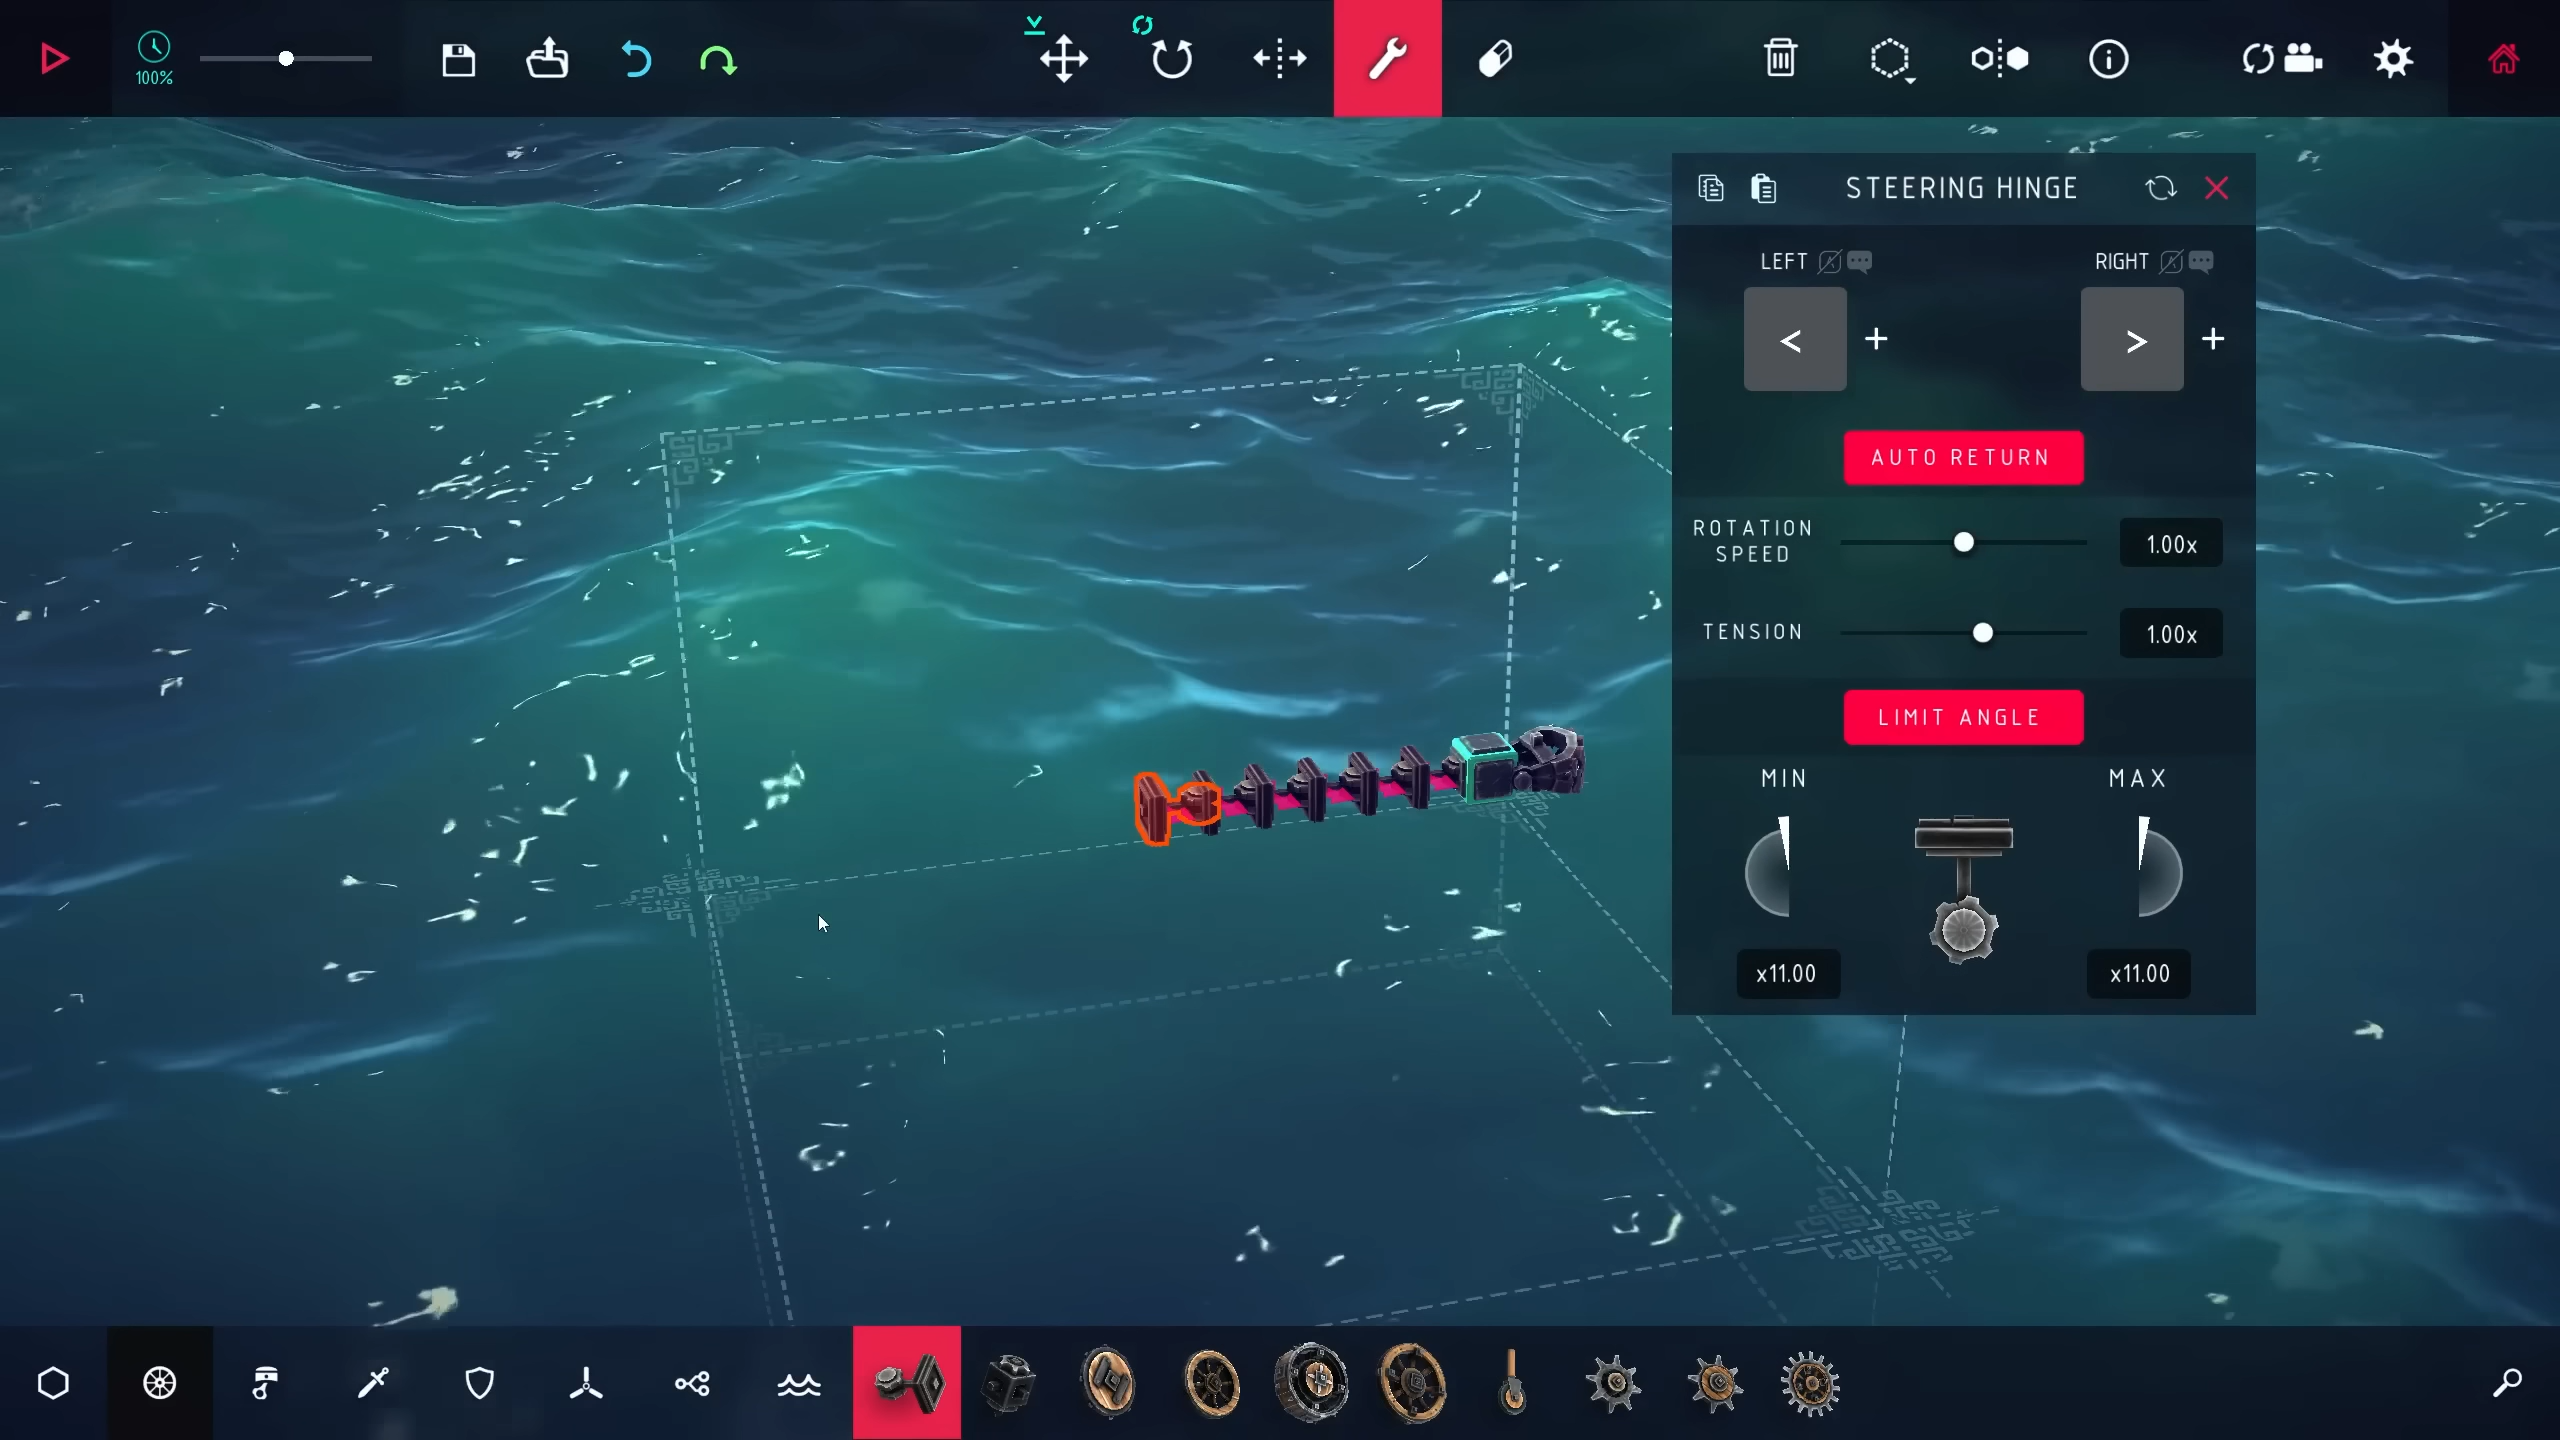 100%
STEERING HINGE
LEFT
RIGHT
<
+
>
+
AUTO RETURN
ROTATION
SPEED
1.00x
TENSION
1.00x
LIMIT ANGLE
MIN
MAX
x11.00
x11.00